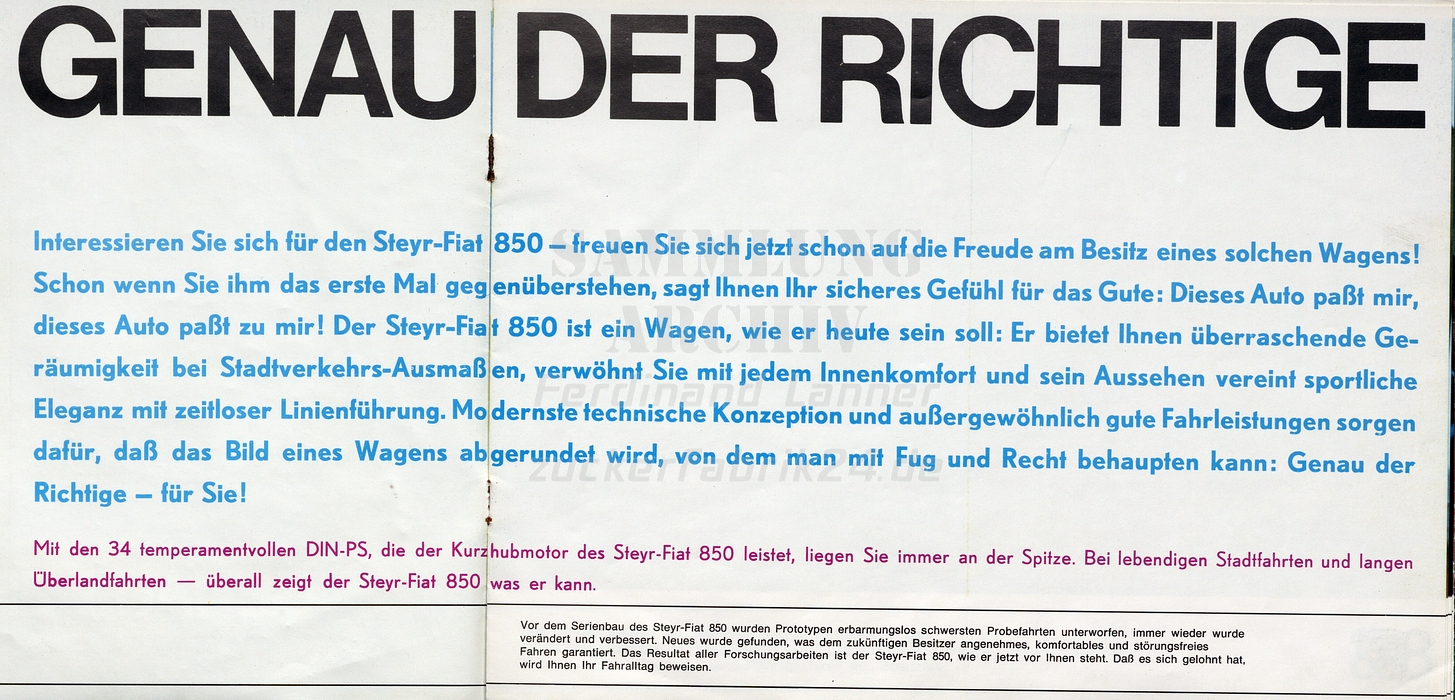 GENAU DER RICHTIGE
Interessieren Sie sich für den Steyr-Fiat 850 – freuen Sie sich jetzt schon auf die Freude am Besitz eines solchen Wagens!
Schon wenn Sie ihm das erste Mal gegenüberstehen, sagt Ihnen Ihr sicheres Gefühl für das Gute: Dieses Auto paßt mir,
dieses Auto paßt zu mir! Der Steyr-Fiat 850 ist ein Wagen, wie er heute sein soll: Er bietet Ihnen überraschende Ge-
räumigkeit bei Stadtverkehrs-Ausmaßen, verwöhnt Sie mit jedem Innenkomfort und sein Aussehen vereint sportliche
Eleganz mit zeitloser Linienführung. Modernste technische Konzeption und außergewöhnlich gute Fahrleistungen sorgen
dafür, daß das Bild eines Wagens abgerundet wird, von dem man mit Fug und Recht behaupten kann: Genau der
Richtige – für Sie!
SAMMLUNG
ARCHIV
Ferdinand Lanner
zuckerfabrik24.de
Mit den 34 temperamentvollen DIN-PS, die der Kurzhubmotor des Steyr-Fiat 850 leistet, liegen Sie immer an der Spitze. Bei lebendigen Stadtfahrten und langen
Überlandfahrten — überall zeigt der Steyr-Fiat 850 was er kann.
Vor dem Serienbau des Steyr-Fiat 850 wurden Prototypen erbarmungslos schwersten Probefahrten unterworfen, immer wieder wurde
verändert und verbessert. Neues wurde gefunden, was dem zukünftigen Besitzer angenehmes, komfortables und störungsfreies
Fahren garantiert. Das Resultat aller Forschungsarbeiten ist der Steyr-Fiat 850, wie er jetzt vor Ihnen steht. Daß es sich gelohnt hat,
wird Ihnen Ihr Fahralltag beweisen.